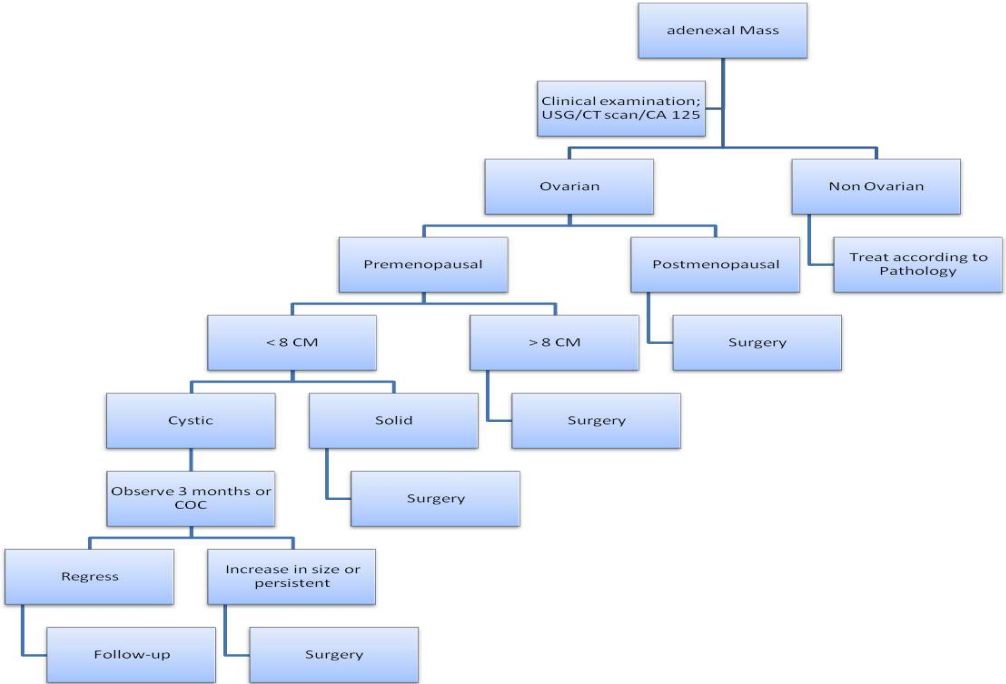 adenexal Mass
Clinical examination;
USG/CT scan/CA 125
Ovarian
Non Ovarian
Premenopausal
Postmenopausal
Treat according to
Pathology
< 8 CM
> 8 CM
Surgery
Cystic
Solid
Surgery
Observe 3 months or
COC
Surgery
Regress
Increase in size or
persistent
Follow-up
Surgery